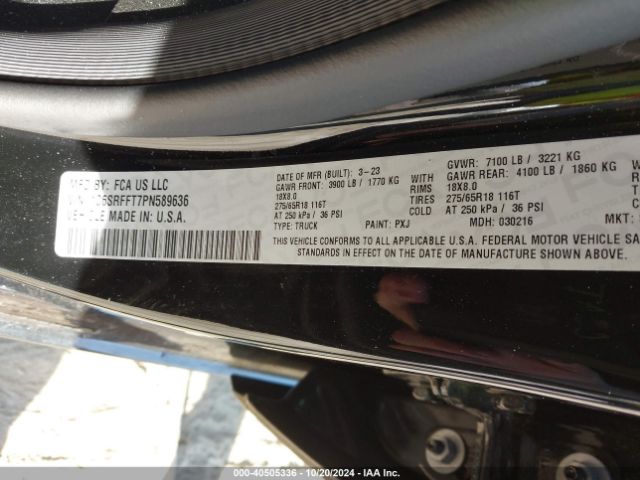 MFD BY: FCA US LLC
DATE OF MFR (BUILT): 3-23
GVWR: 7100 LB / 3221 KG
GAWR FRONT: 3900 LB / 1770 KG
WITH
GAWR REAR: 4100 LB / 1860 KG
18X8.0
RIMS
18X8.0
275/65R18 116T
TIRES
275/65R18 116T
AT 250 kPa / 36 PSI
COLD
AT 250 kPa / 36 PSI
C6SRFFT7PN589636
VEHICLE MADE IN U.S.A.
TYPE: TRUCK
PAINT: PXJ
MDH: 030216
THIS VEHICLE CONFORMS TO ALL APPLICABLE U.S.A. FEDERAL MOTOR VEHICLE SA
STANDARDS IN EFFECT ON THE DATE OF MANUFACTURE SHOWN ABOVE.
00-40505336 - 10/20/2024 - IAA Inc.